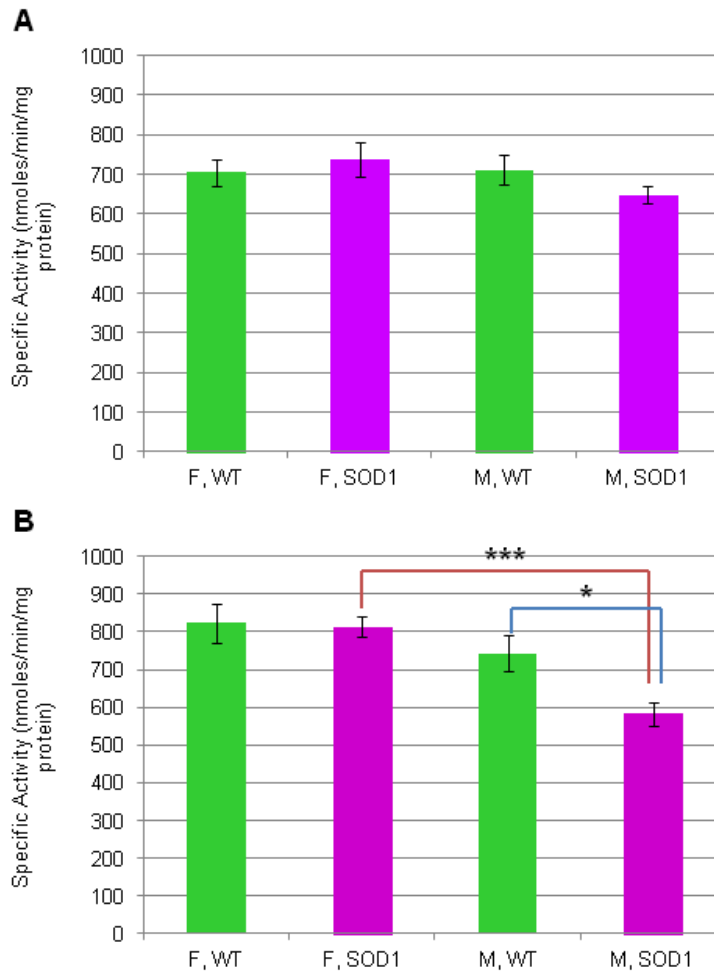 A
Specific Activity (nmoles/min/mg
protein)
1000
900
800
700
600
500
400
300
200
100
0
F, WT
F, SOD1
M, WT
M, SOD1
B
Specific Activity (nmoles/min/mg
protein)
1000
900
800
700
600
500
400
300
200
100
0
***
*
F, WT
F, SOD1
M, WT
M, SOD1